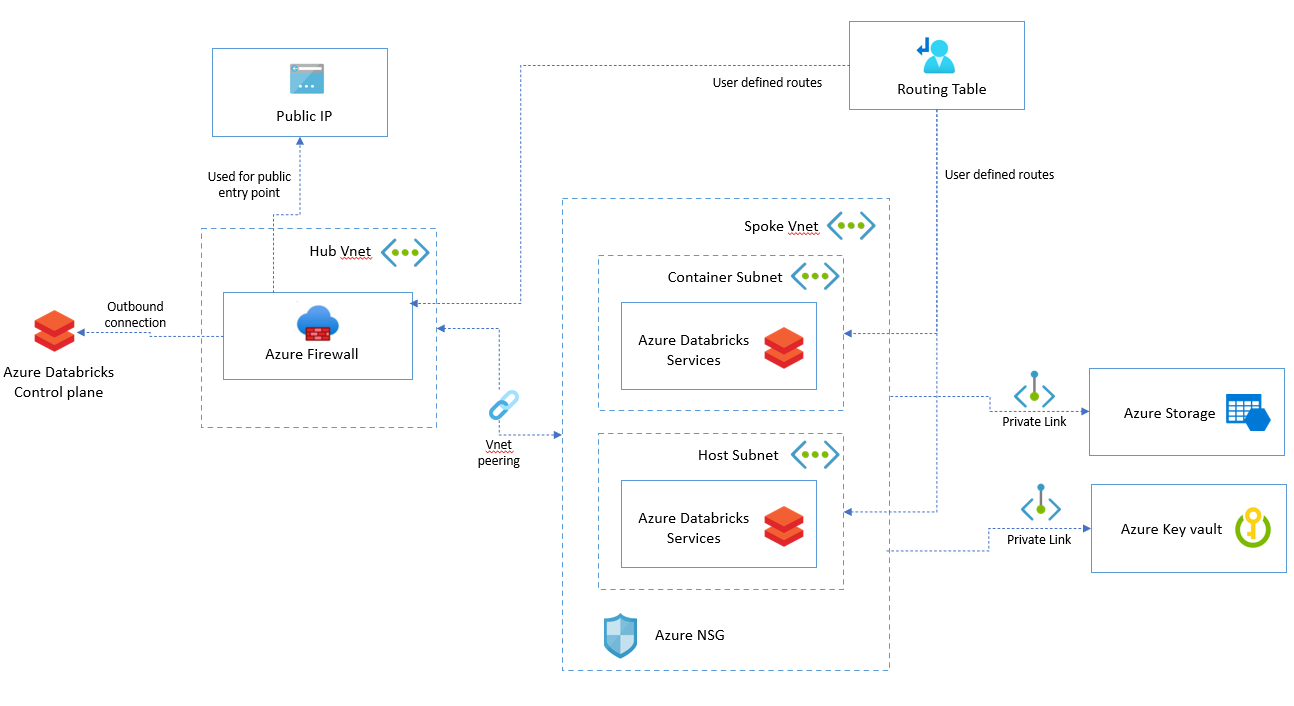 Public IP
User defined routes
Routing Table
Used for public
entry point
User defined routes
Hub Vnet
Spoke Vnet
Container Subnet
Outbound
connection
Azure Firewall
Azure Databricks
Control plane
Azure Databricks
Services
Vnet
peering
Private Link
Azure Storage
Host Subnet
Azure Databricks
Services
Private Link
Azure Key vault
Azure NSG